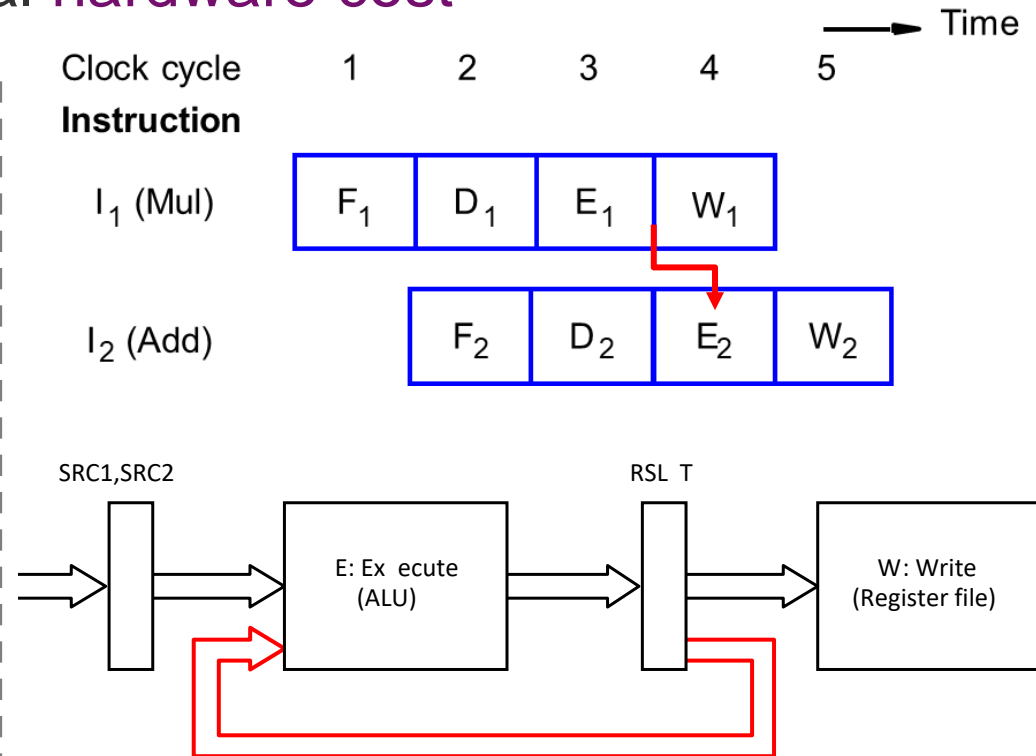 a: hardware cost
Time
Clock cycle 1 2 3 4 5
Instruction
I1 (Mul) F1 D1 E1 W1
I2 (Add) F2 D2 E2 W2
SRC1,SRC2 RSL T
E: Ex ecute
(ALU)
W: Write
(Register file)